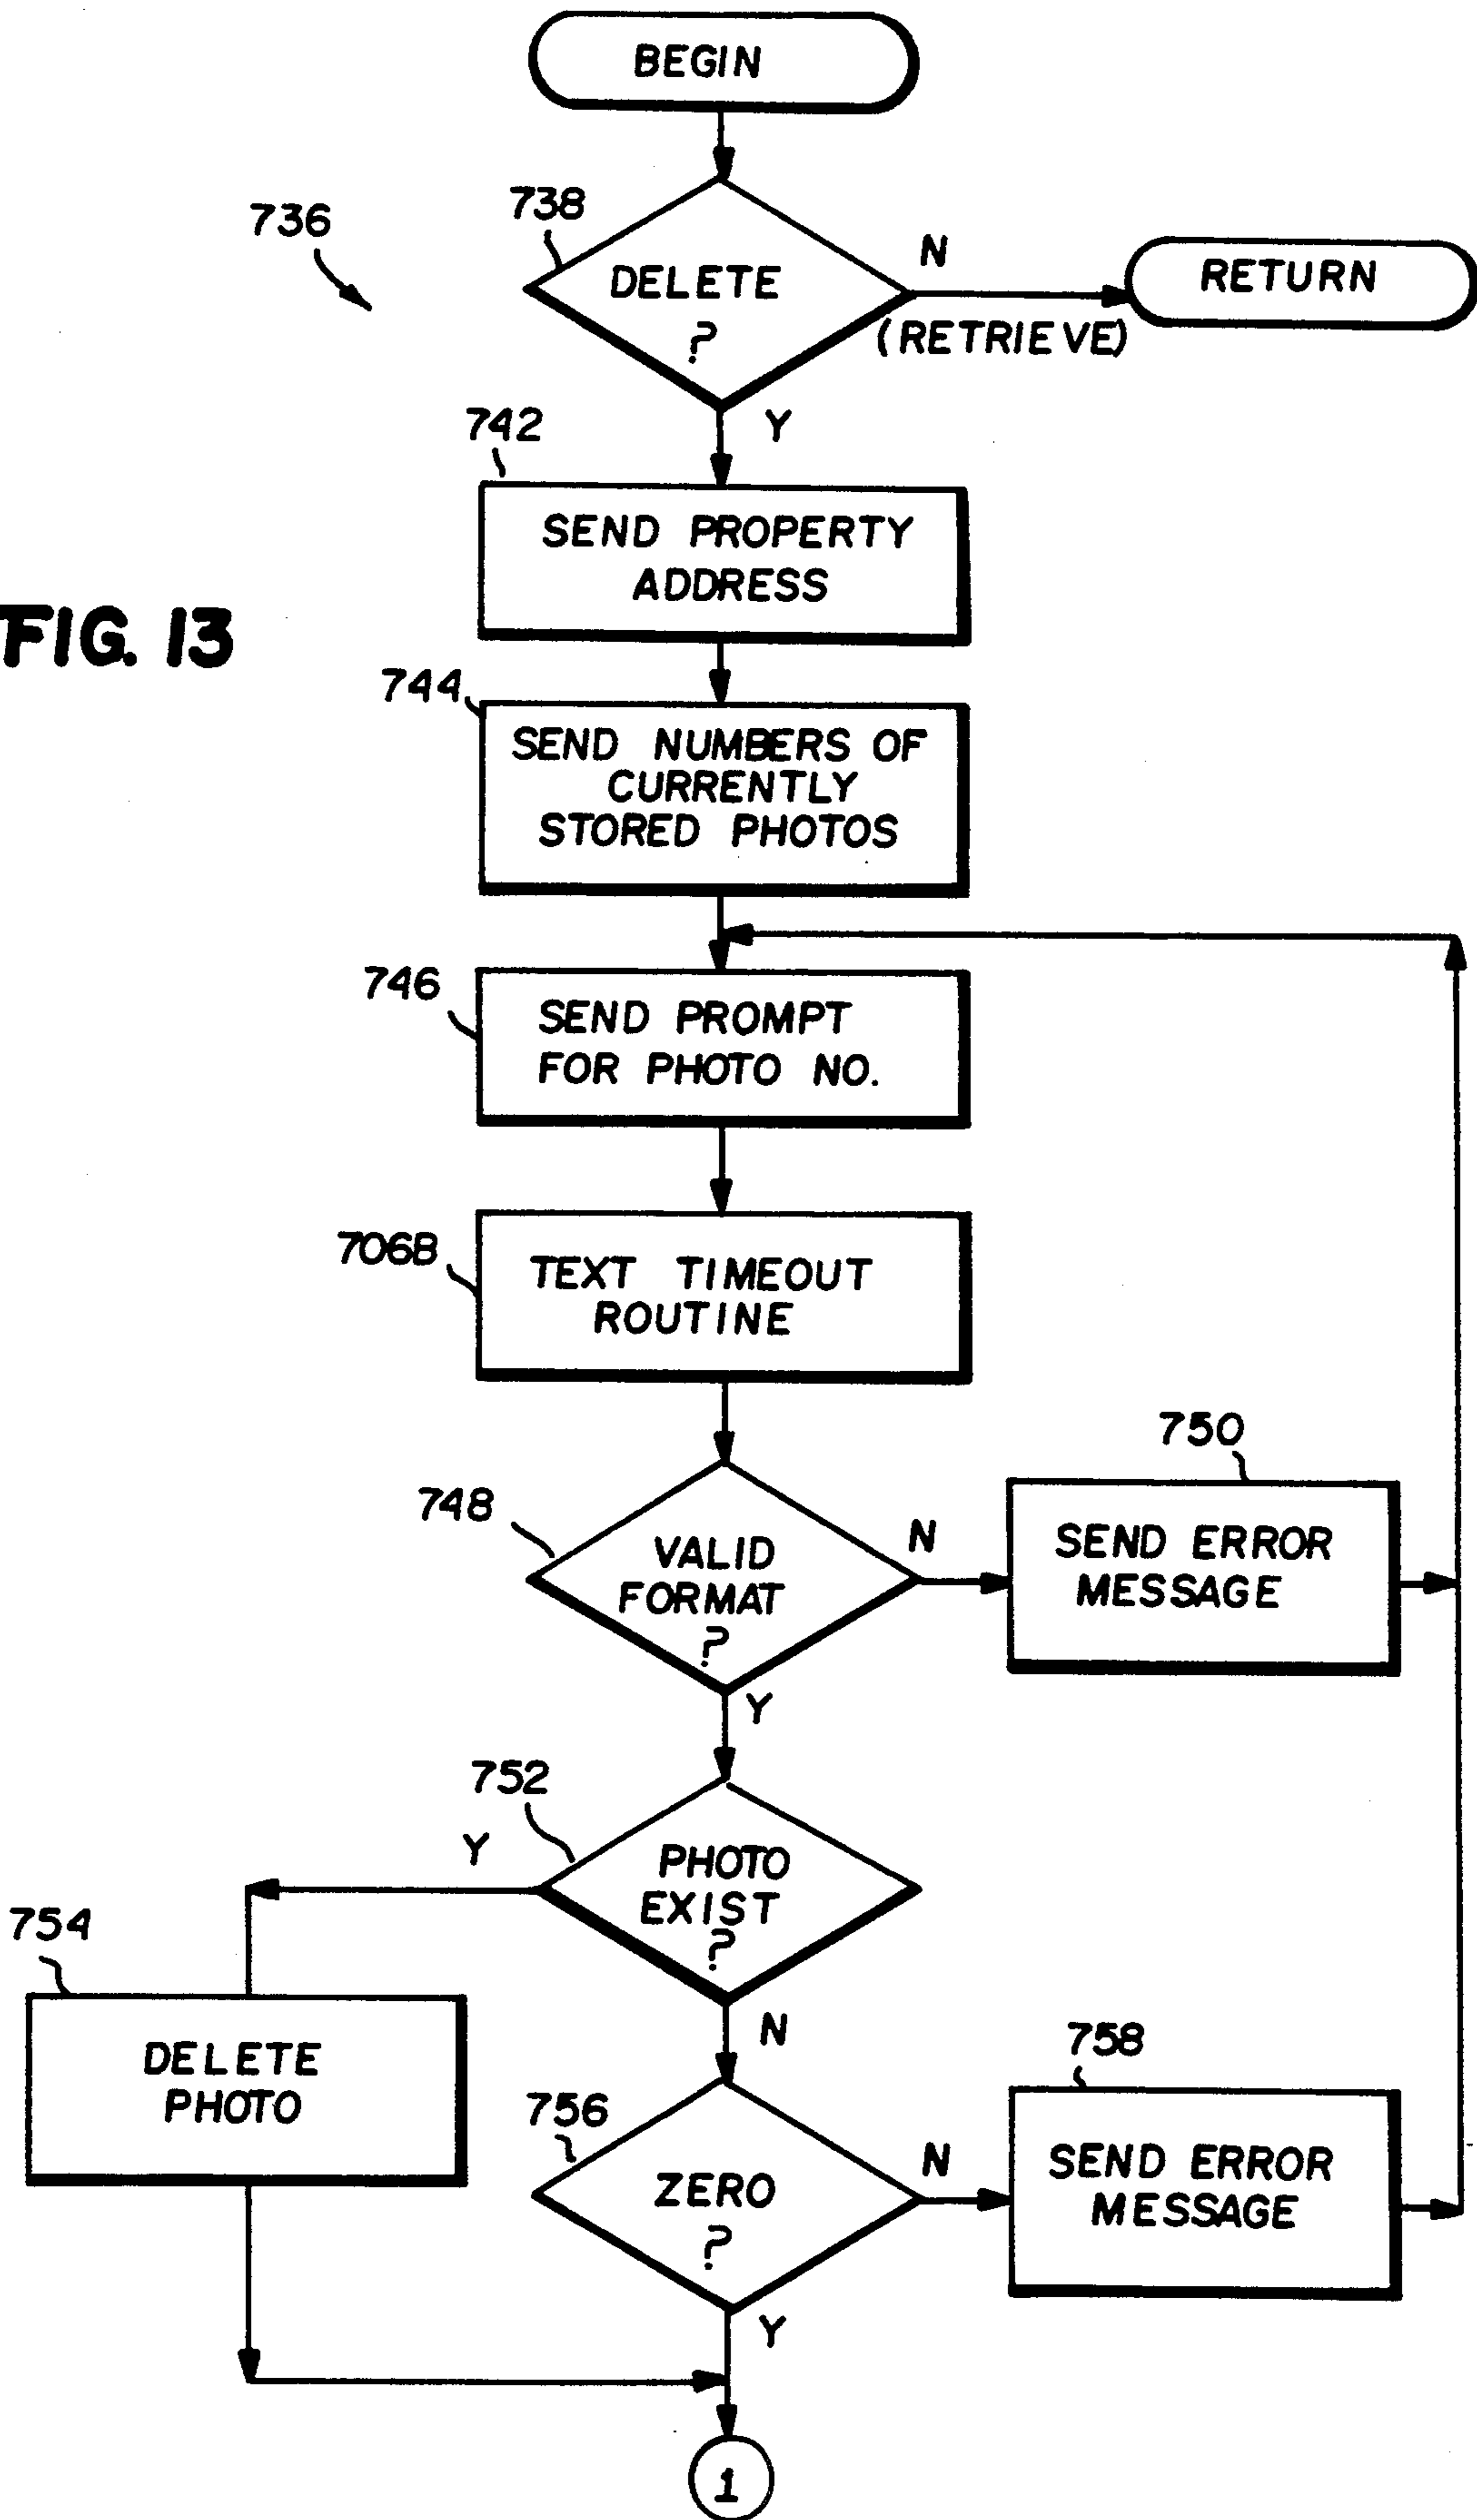 BEGIN
736
738
DELETE
?
N
(RETRIEVE)
RETURN
Y
742
SEND PROPERTY
ADDRESS
FIG. 13
744
SEND NUMBERS OF
CURRENTLY
STORED PHOTOS
746
SEND PROMPT
FOR PHOTO NO.
706B
TEXT TIMEOUT
ROUTINE
748
VALID
FORMAT
?
N
750
SEND ERROR
MESSAGE
Y
752
Y
PHOTO
EXIST
?
754
DELETE
PHOTO
N
756
ZERO
?
N
758
SEND ERROR
MESSAGE
Y
1